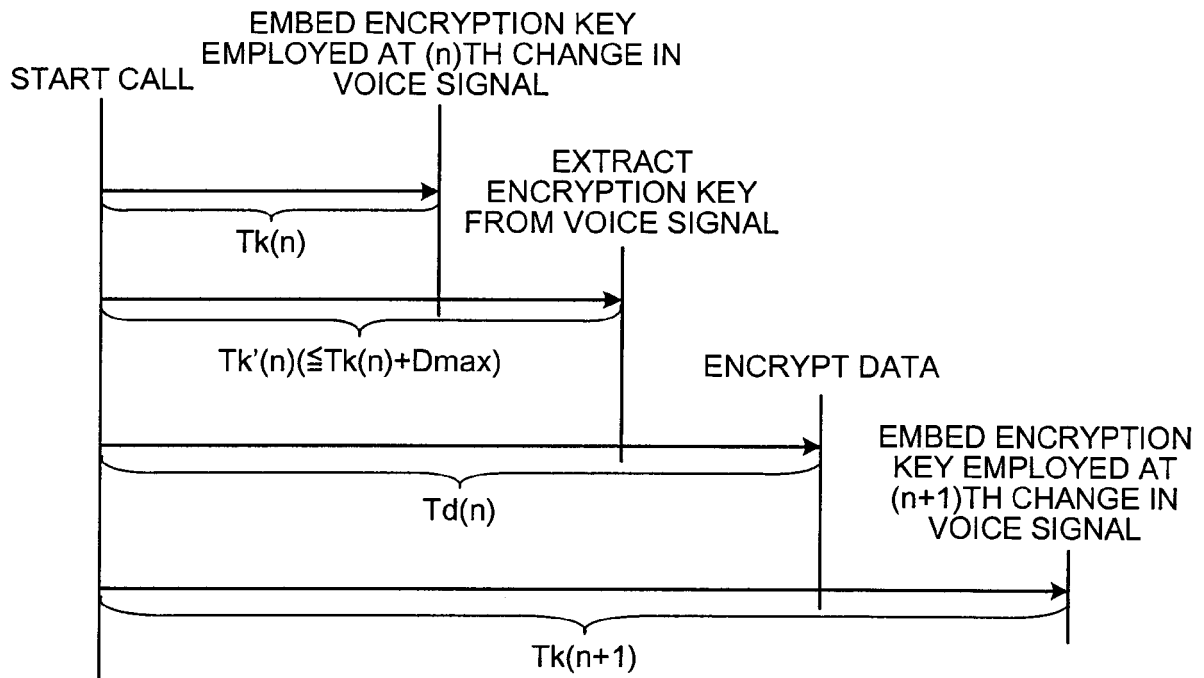 START CALL
EMBED ENCRYPTION KEY
EMPLOYED AT (n)TH CHANGE IN
VOICE SIGNAL
Tk(n)
EXTRACT
ENCRYPTION KEY
FROM VOICE SIGNAL
Tk’(n)(≦Tk(n)+Dmax)
ENCRYPT DATA
Td(n)
EMBED ENCRYPTION
KEY EMPLOYED AT
(n+1)TH CHANGE IN
VOICE SIGNAL
Tk(n+1)